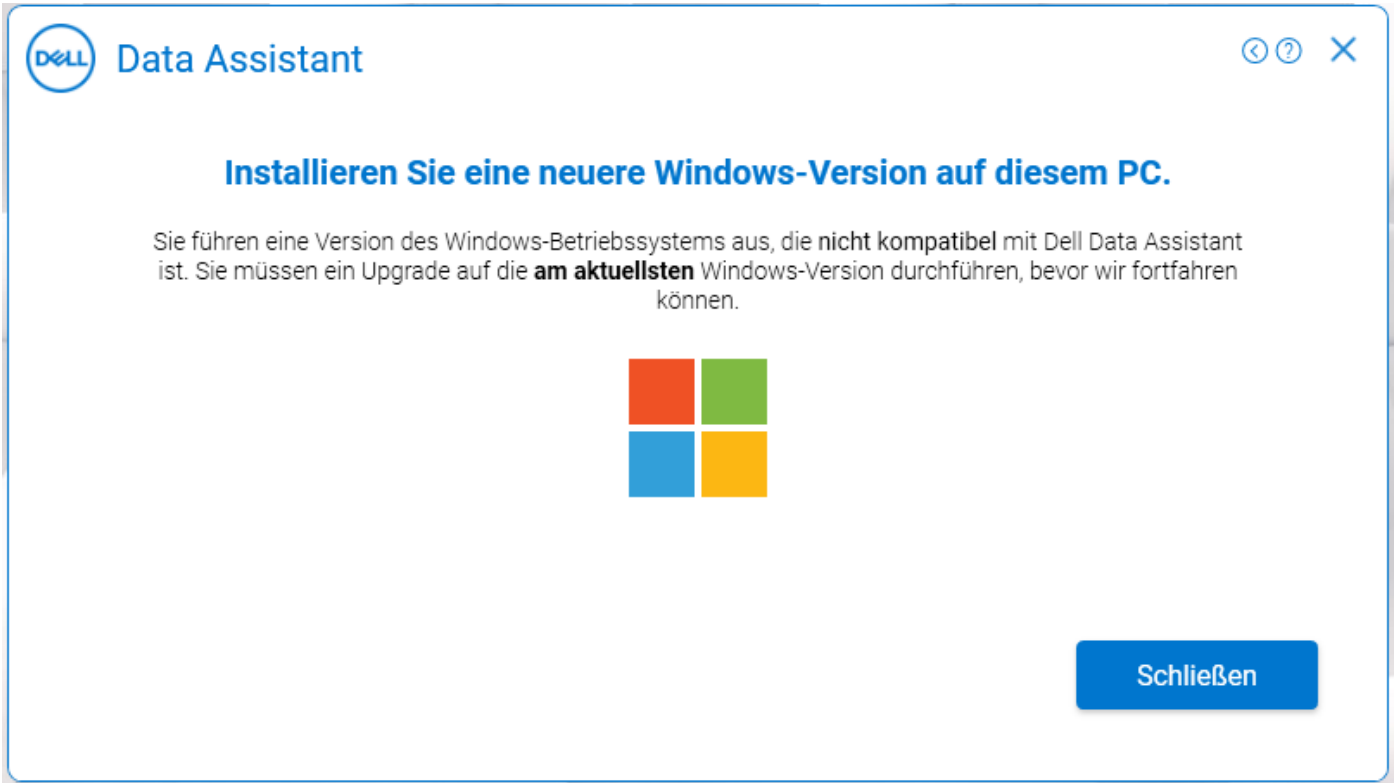 DELL
Data Assistant
Installieren Sie eine neuere Windows-Version auf diesem PC.
Sie führen eine Version des Windows-Betriebssystems aus, die nicht kompatibel mit Dell Data Assistant
ist. Sie müssen ein Upgrade auf die am aktuellsten Windows-Version durchführen, bevor wir fortfahren
können.
Schließen